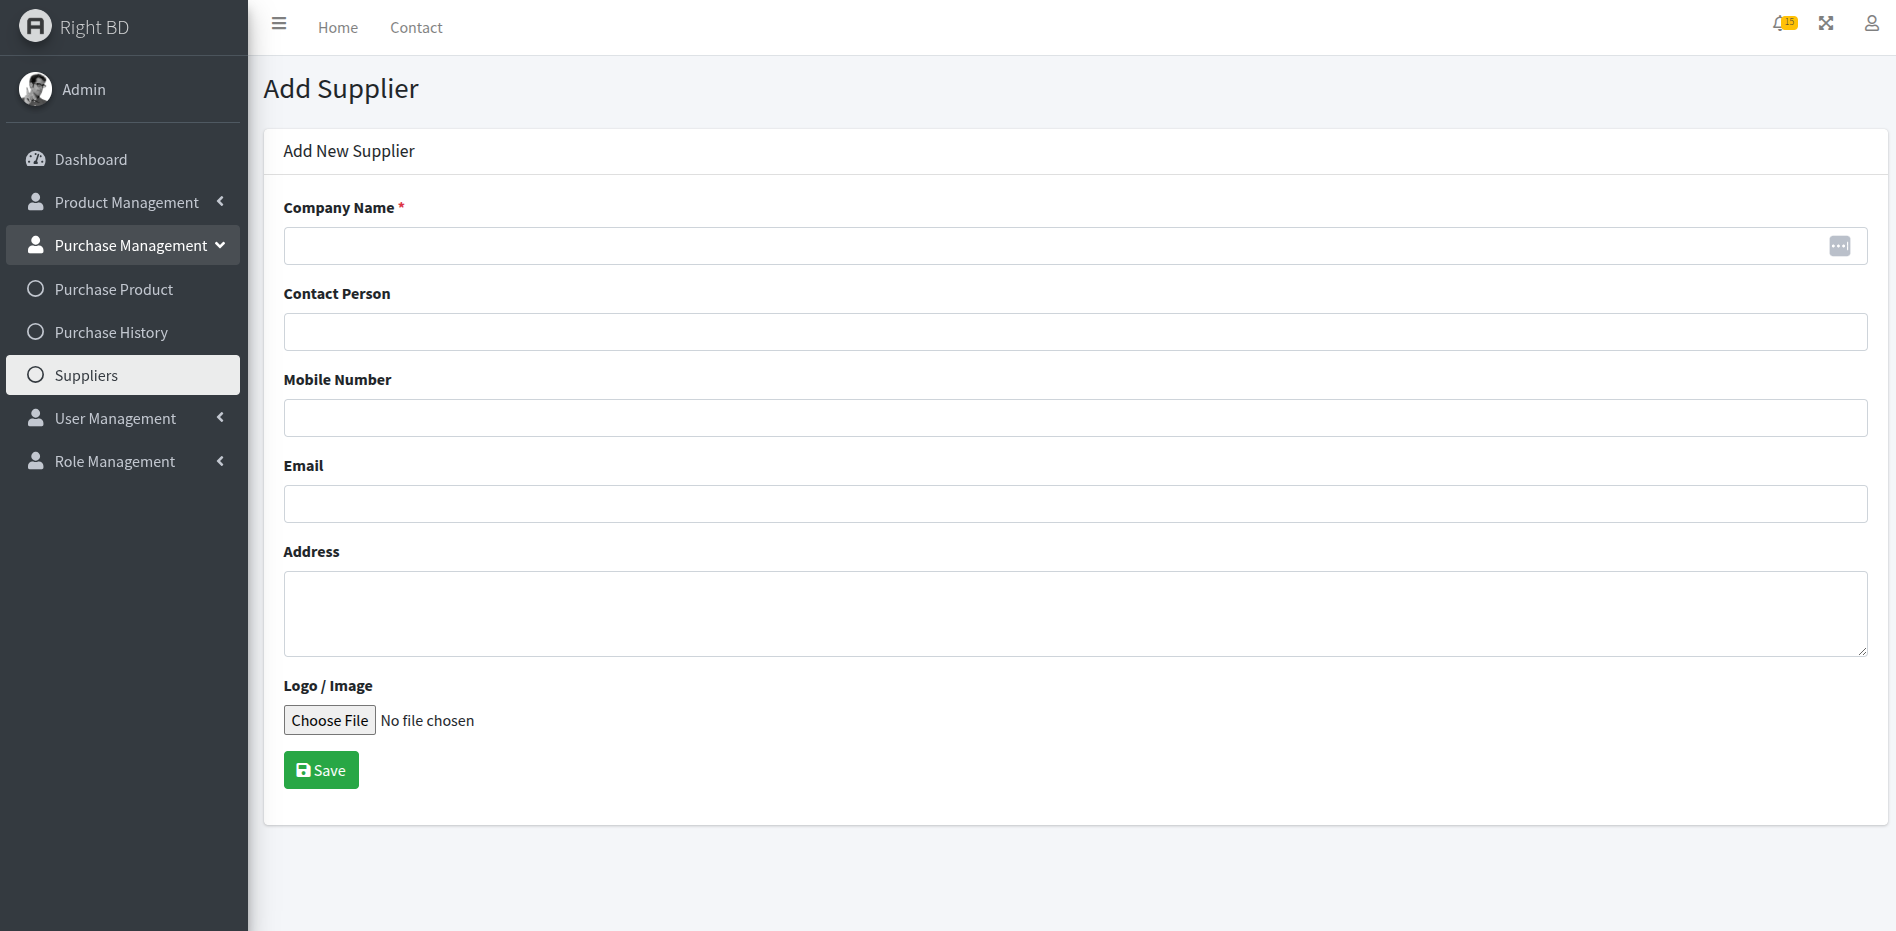 Right BD
Home
Contact
15
Admin
Dashboard
Product Management
Purchase Management
Purchase Product
Purchase History
Suppliers
User Management
Role Management
Add Supplier
Add New Supplier
Company Name *
Contact Person
Mobile Number
Email
Address
Logo / Image
Choose File No file chosen
Save